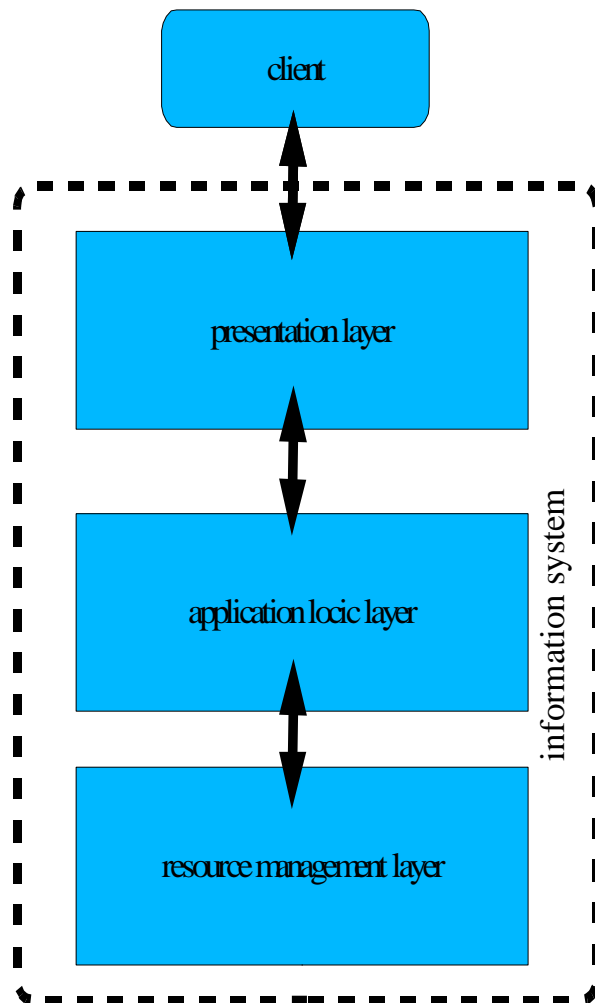 client
presentation layer
application locic layer
information system
resource management layer